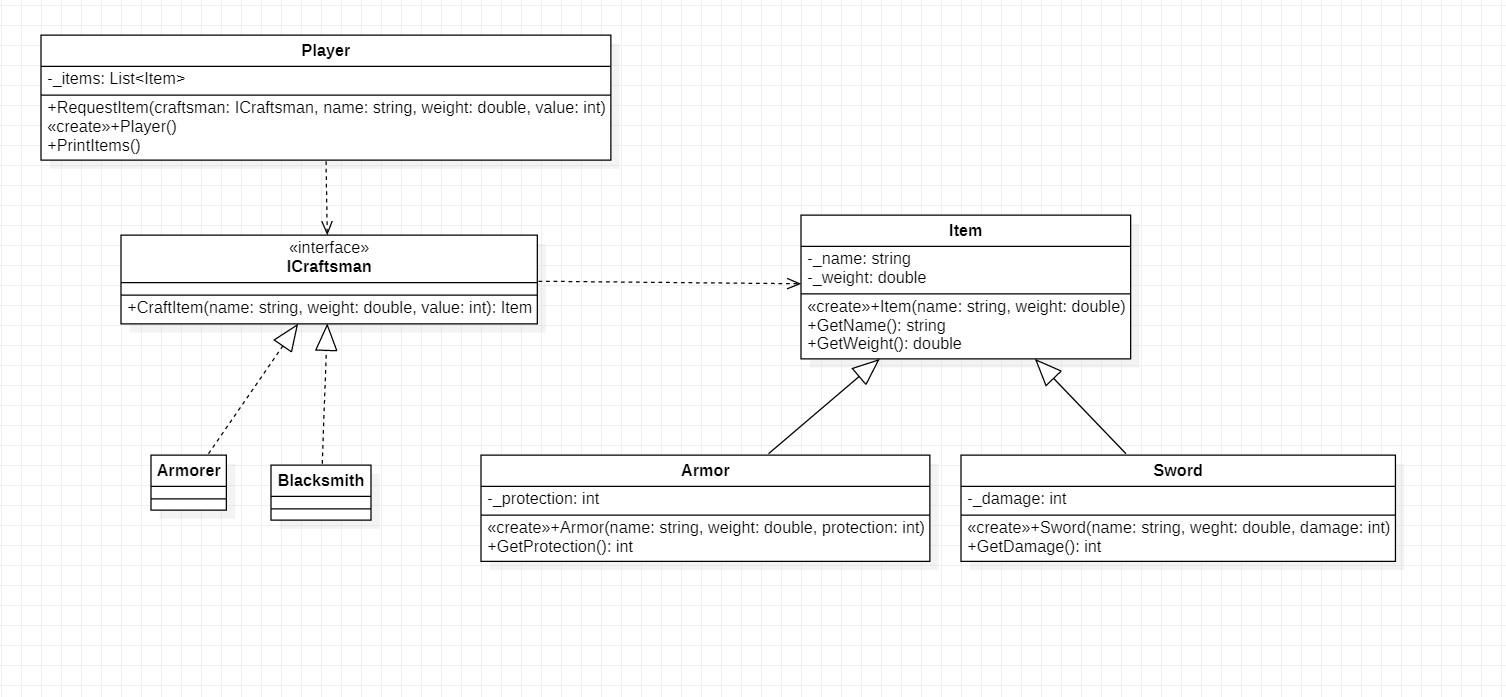 Player
-_items: List<Item>
+RequestItem(craftsman: ICraftsman, name: string, weight: double, value: int)
«create»+Player()
+PrintItems()
«interface»
ICraftsman
+CraftItem(name: string, weight: double, value: int): Item
Item
-_name: string
-_weight: double
«create»+Item(name: string, weight: double)
+GetName(): string
+GetWeight(): double
Armorer
Blacksmith
Armor
-_protection: int
«create»+Armor(name: string, weight: double, protection: int)
+GetProtection(): int
Sword
-_damage: int
«create»+Sword(name: string, weght: double, damage: int)
+GetDamage(): int